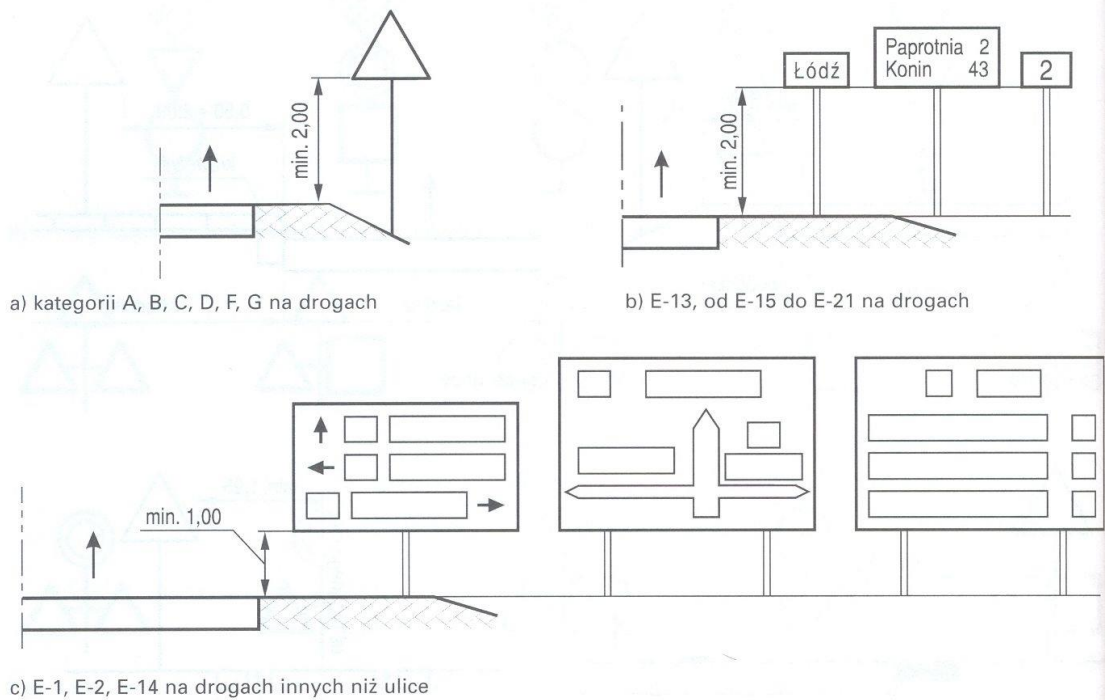 min. 2,00
a) kategorii A, B, C, D, F, G na drogach
Łódź
Paprotnia 2
Konin 43
2
min. 2,00
b) E-13, od E-15 do E-21 na drogach
min. 1,00
c) E-1, E-2, E-14 na drogach innych niż ulice